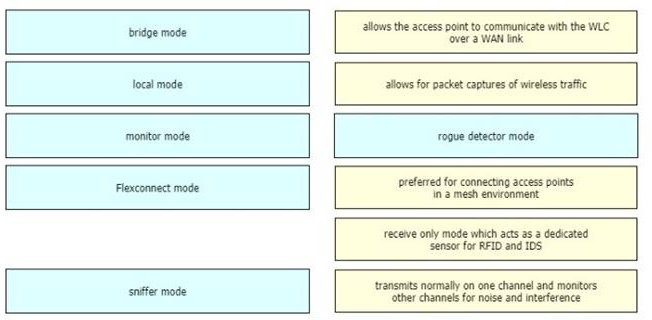 bridge mode
local mode
monitor mode
Flexconnect mode
sniffer mode
allows the access point to communicate with the WLC
over a WAN link
allows for packet captures of wireless traffic
rogue detector mode
preferred for connecting access points
in a mesh environment
receive only mode which acts as a dedicated
sensor for RFID and IDS
transmits normally on one channel and monitors
other channels for noise and interference